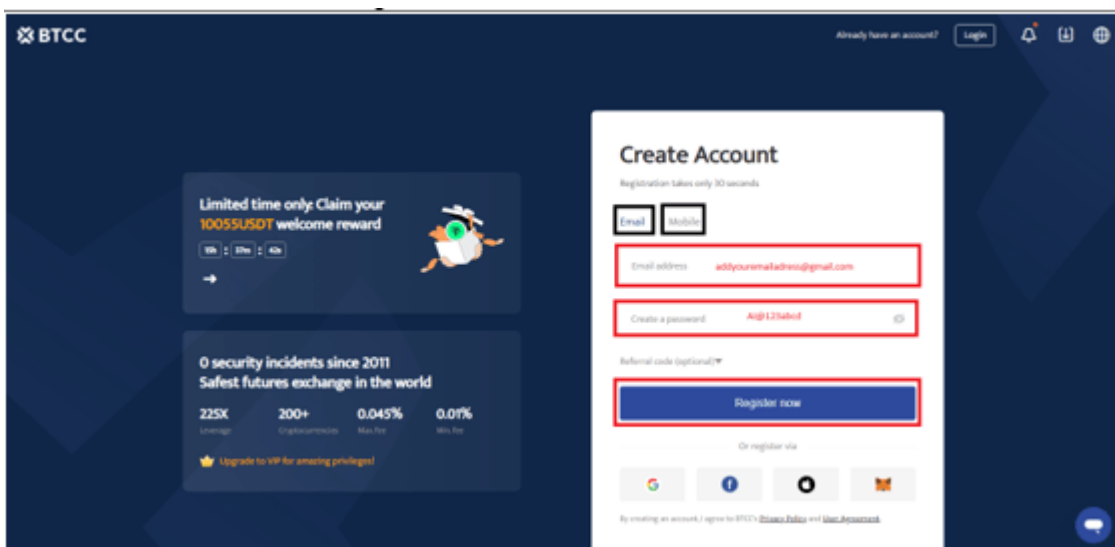 BTCC
Already have an account?
Login
Limited time only: Claim your
10055USDT welcome reward
:
:
0 security incidents since 2011
Safest futures exchange in the world
225X
200+
0.045%
0.01%
Leverage
Cryptocurrencies
Max.fee
Min.fee
Upgrade to VIP for amazing privileges!
Create Account
Registration takes only 30 seconds
Email
Mobile
Email address
addyouremailadress@gmail.com
Create a password
Referral code (optional)
Register now
Or register via
By creating an account, I agree to BTCC's Privacy Policy and User Agreement.